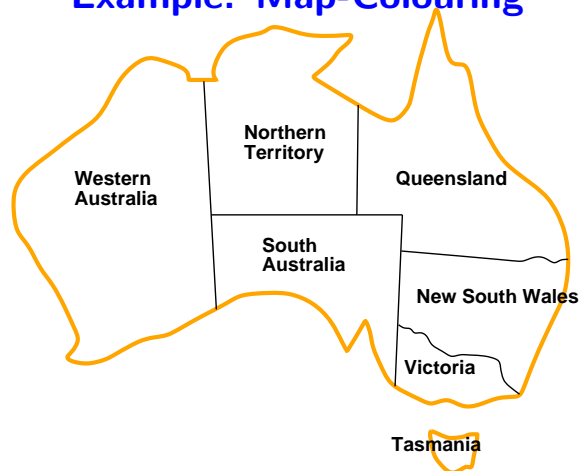 Example: Map-Colouring
Northern
Territory
Western
Australia
Queensland
South
Australia
New South Wales
Victoria
Tasmania